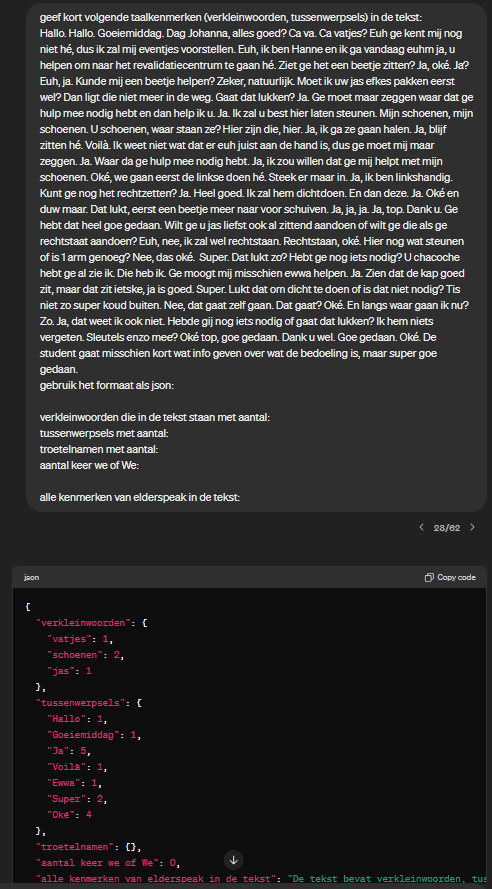 geef kort volgende taalkenmerken (verkleinwoorden, tussenwerpsels) in de tekst:
Hallo. Hallo. Goeiemiddag. Dag Johanna, alles goed? Ca va. Ca vatjes? Euh ge kent mij nog
niet hé, dus ik zal mij eventjes voorstellen. Euh, ik ben Hanne en ik ga vandaag euhm ja, u
helpen om naar het revalidatiecentrum te gaan hé. Ziet ge het een beetje zitten? Ja, oké. Ja?
Euh, ja. Kunde mij een beetje helpen? Zeker, natuurlijk. Moet ik uw jas efkes pakken eerst
wel? Dan ligt die niet meer in de weg. Gaat dat lukken? Ja. Ge moet maar zeggen waar dat ge
hulp mee nodig hebt en dan help ik u. Ja. Ik zal u best hier laten steunen. Mijn schoenen, mijn
schoenen. U schoenen, waar staan ze? Hier zijn die, hier. Ja, ik ga ze gaan halen. Ja, blijf
zitten hé. Voilà. Ik weet niet wat dat er euh juist aan de hand is, dus ge moet mij maar
zeggen. Ja. Waar da ge hulp mee nodig hebt. Ja, ik zou willen dat ge mij helpt met mijn
schoenen. Oké, we gaan eerst de linkse doen hé. Steek er maar in. Ja, ik ben linkshandig.
Kunt ge nog het rechtzetten? Ja. Heel goed. Ik zal hem dichtdoen. En dan deze. Ja. Oké en
duw maar. Dat lukt, eerst een beetje meer naar voor schuiven. Ja, ja, ja. Ja, top. Dank u. Ge
hebt dat heel goe gedaan. Wilt ge u jas liefst ook al zittend aandoen of wilt ge die als ge
rechtstaat aandoen? Euh, nee, ik zal wel rechtstaan. Rechtstaan, oké. Hier nog wat steunen
of is 1 arm genoeg? Nee, das oké.  Super. Dat lukt zo? Hebt ge nog iets nodig? U chacoche
hebt ge al zie ik. Die heb ik. Ge moogt mij misschien ewwa helpen. Ja. Zien dat de kap goed
zit, maar dat zit ietske, ja is goed. Super. Lukt dat om dicht te doen of is dat niet nodig? Tis
niet zo super koud buiten. Nee, dat gaat zelf gaan. Dat gaat? Oké. En langs waar gaan ik nu?
Zo. Ja, dat weet ik ook niet. Hebde gij nog iets nodig of gaat dat lukken? Ik hem niets
vergeten. Sleutels enzo mee? Oké top, goe gedaan. Dank u wel. Goe gedaan. Oké. De
student gaat misschien kort wat info geven over wat de bedoeling is, maar super goe
gedaan.
gebruik het formaat als json:
verkleinwoorden die in de tekst staan met aantal:
tussenwerpsels met aantal:
troetelnamen met aantal:
aantal keer we of We:
alle kenmerken van elderspeak in de tekst:
< 28/62 >
json Copy code
{
"verkleinwoorden": {
"vatjes": 1,
"schoenen": 2,
"jas": 1
},
"tussenwerpsels": {
"Hallo": 1,
"Goeiemiddag": 1,
"Ja": 5,
"Voilà": 1,
"Ewwa": 1,
"Super": 2,
"Oké": 4
},
"troetelnamen": {},
"aantal keer we of We": 0,
"alle kenmerken van elderspeak in de tekst": "De tekst bevat verkleinwoorden, tus